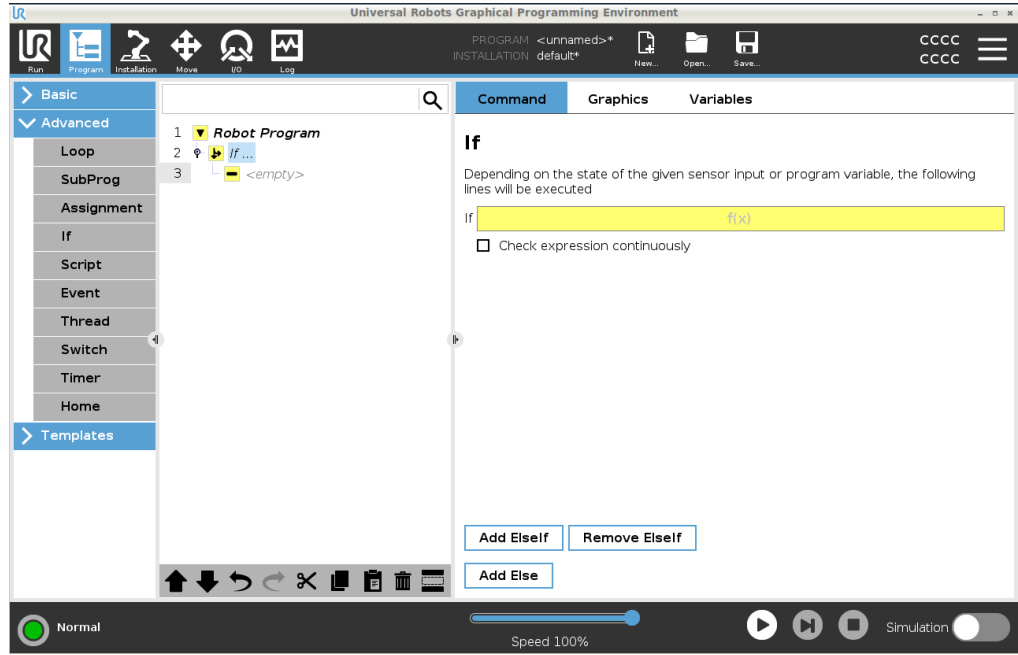 Universal Robots Graphical Programming Environment
UR
Run
Program
Installation
Move
I/O
Log
PROGRAM <unnamed>*
INSTALLATION default*
New...
Open...
Save...
cccc
cccc
Basic
Advanced
Loop
SubProg
Assignment
If
Script
Event
Thread
Switch
Timer
Home
Templates
1 Robot Program
2 If ...
3 <empty>
Command Graphics Variables
If
Depending on the state of the given sensor input or program variable, the following
lines will be executed
If f(x)
Check expression continuously
Add ElseIf Remove ElseIf
Add Else
Normal
Speed 100%
Simulation